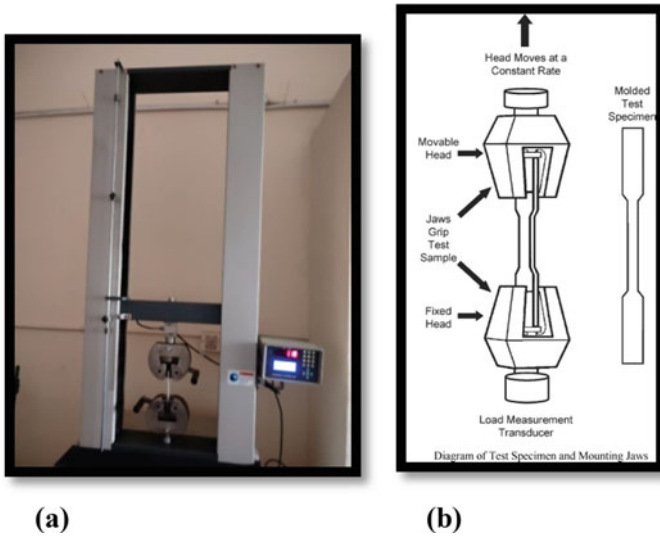 Head Moves at a
Constant Rate
Molded
Test
Specimen
Movable
Head
Jaws
Grip
Test
Sample
Fixed
Head
Load Measurement
Transducer
Diagram of Test Specimen and Mounting Jaws
(a)
(b)